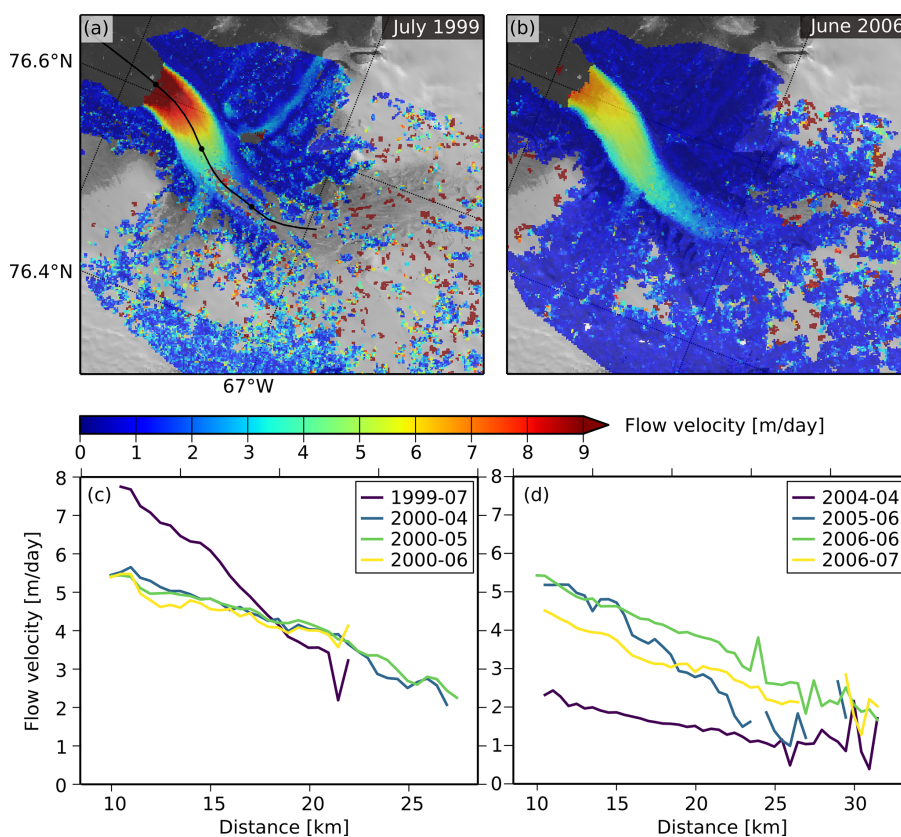 (a)
July 1999
(b)
June 2006
76.6°N
76.4°N
67°W
0 1 2 3 4 5 6 7 8 9
Flow velocity [m/day]
(c)
1999-07
2000-04
2000-05
2000-06
8
7
6
5
4
3
2
1
0
Flow velocity [m/day]
10 15 20 25
Distance [km]
(d)
2004-04
2005-06
2006-06
2006-07
8
7
6
5
4
3
2
1
0
10 15 20 25 30
Distance [km]